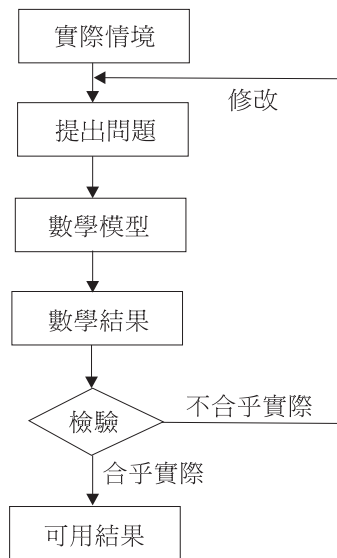 實際情境
修改
提出問題
數學模型
數學結果
檢驗
不合乎實際
合乎實際
可用結果